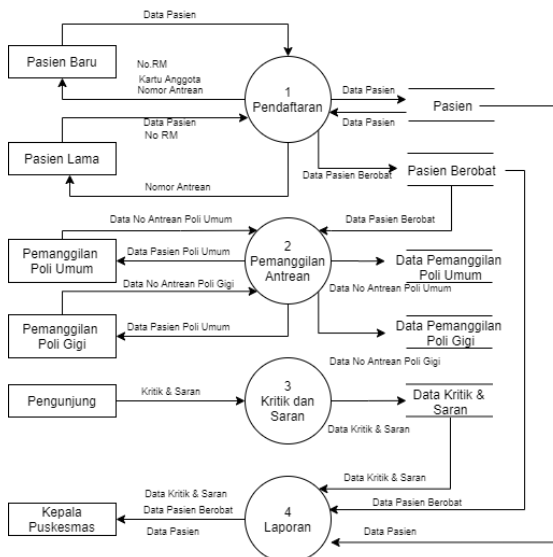 Data Pasien
Pasien Baru
No.RM
Kartu Anggota
Nomor Antrean
1
Pendaftaran
Data Pasien
Data Pasien
Pasien
Data Pasien
No RM
Pasien Lama
Nomor Antrean
Data Pasien Berobat
Pasien Berobat
Data No Antrean Poli Umum
Data Pasien Berobat
Pemanggilan
Poli Umum
Data Pasien Poli Umum
2
Pemanggilan
Antrean
Data Pemanggilan
Poli Umum
Data No Antrean Poli Gigi
Data No Antrean Poli Umum
Pemanggilan
Poli Gigi
Data Pasien Poli Umum
Data Pemanggilan
Poli Gigi
Data No Antrean Poli Gigi
Pengunjung
Kritik & Saran
3
Kritik dan
Saran
Data Kritik &
Saran
Data Kritik & Saran
Data Kritik & Saran
Kepala
Puskesmas
Data Kritik & Saran
Data Pasien Berobat
Data Pasien
4
Laporan
Data Pasien Berobat
Data Pasien